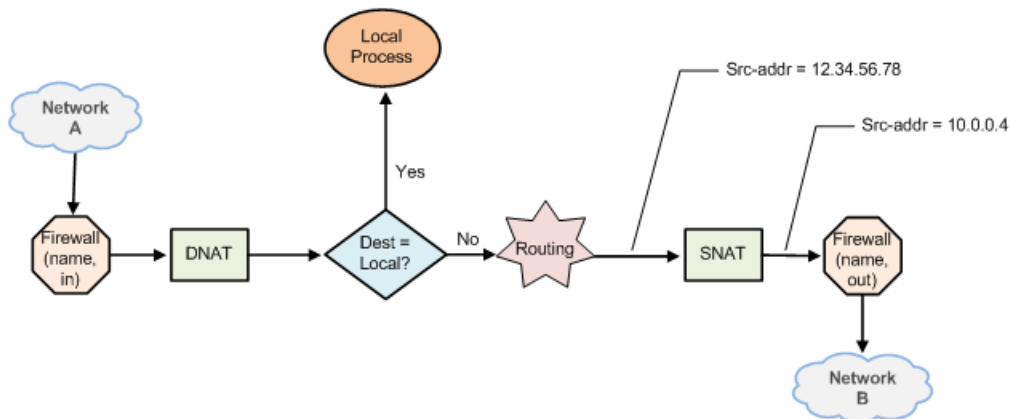 Local
Process
Src-addr = 12.34.56.78
Network
A
Src-addr = 10.0.0.4
Yes
Firewall
(name,
in)
DNAT
Dest =
Local?
No
Routing
SNAT
Firewall
(name,
out)
Network
B